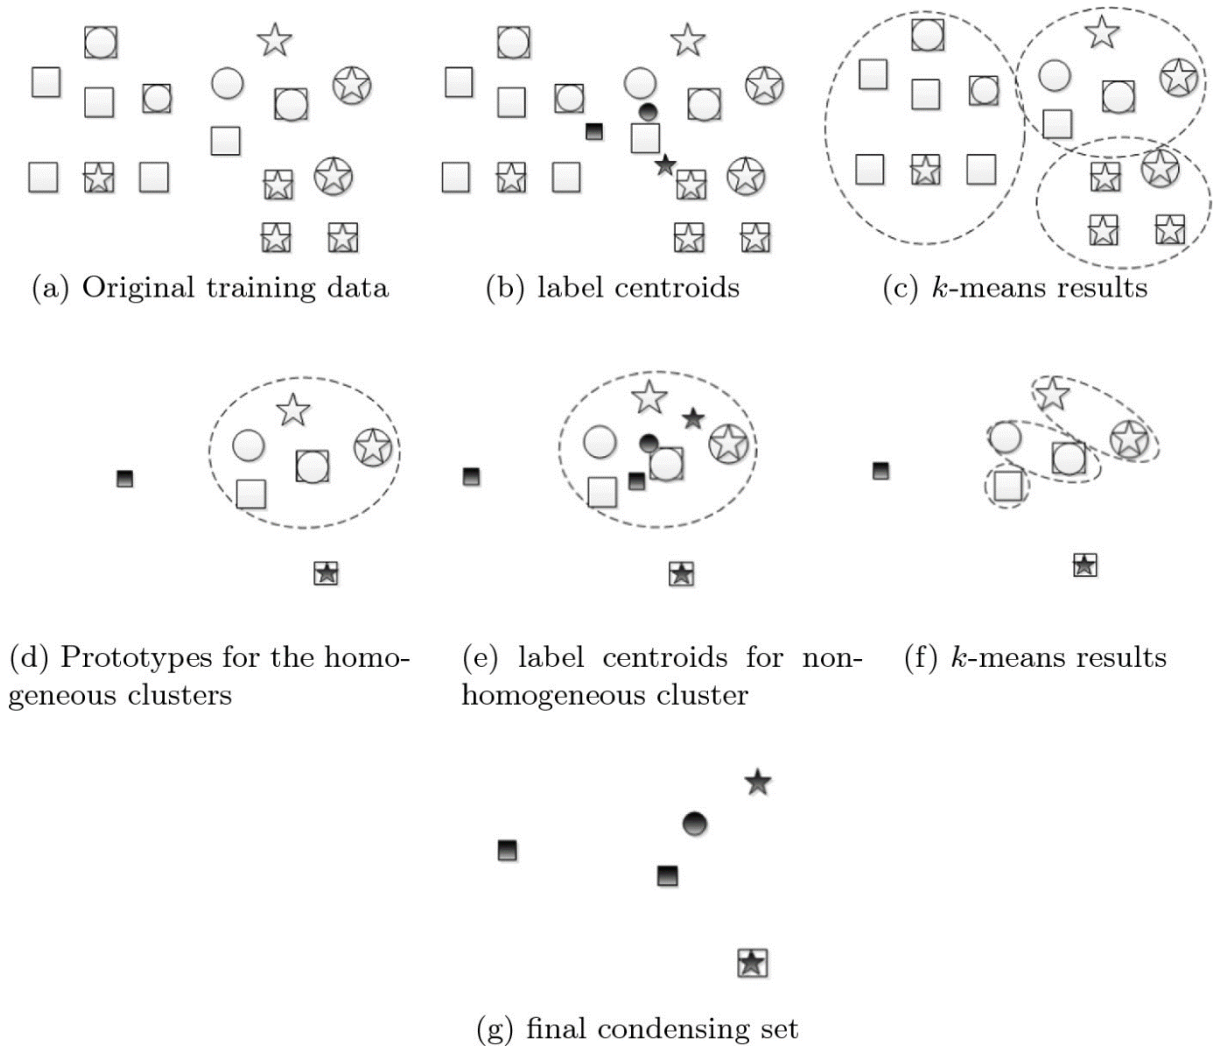 (a) Original training data
(b) label centroids
(c) k-means results
(d) Prototypes for the homo-
geneous clusters
(e) label centroids for non-
homogeneous cluster
(f) k-means results
(g) final condensing set